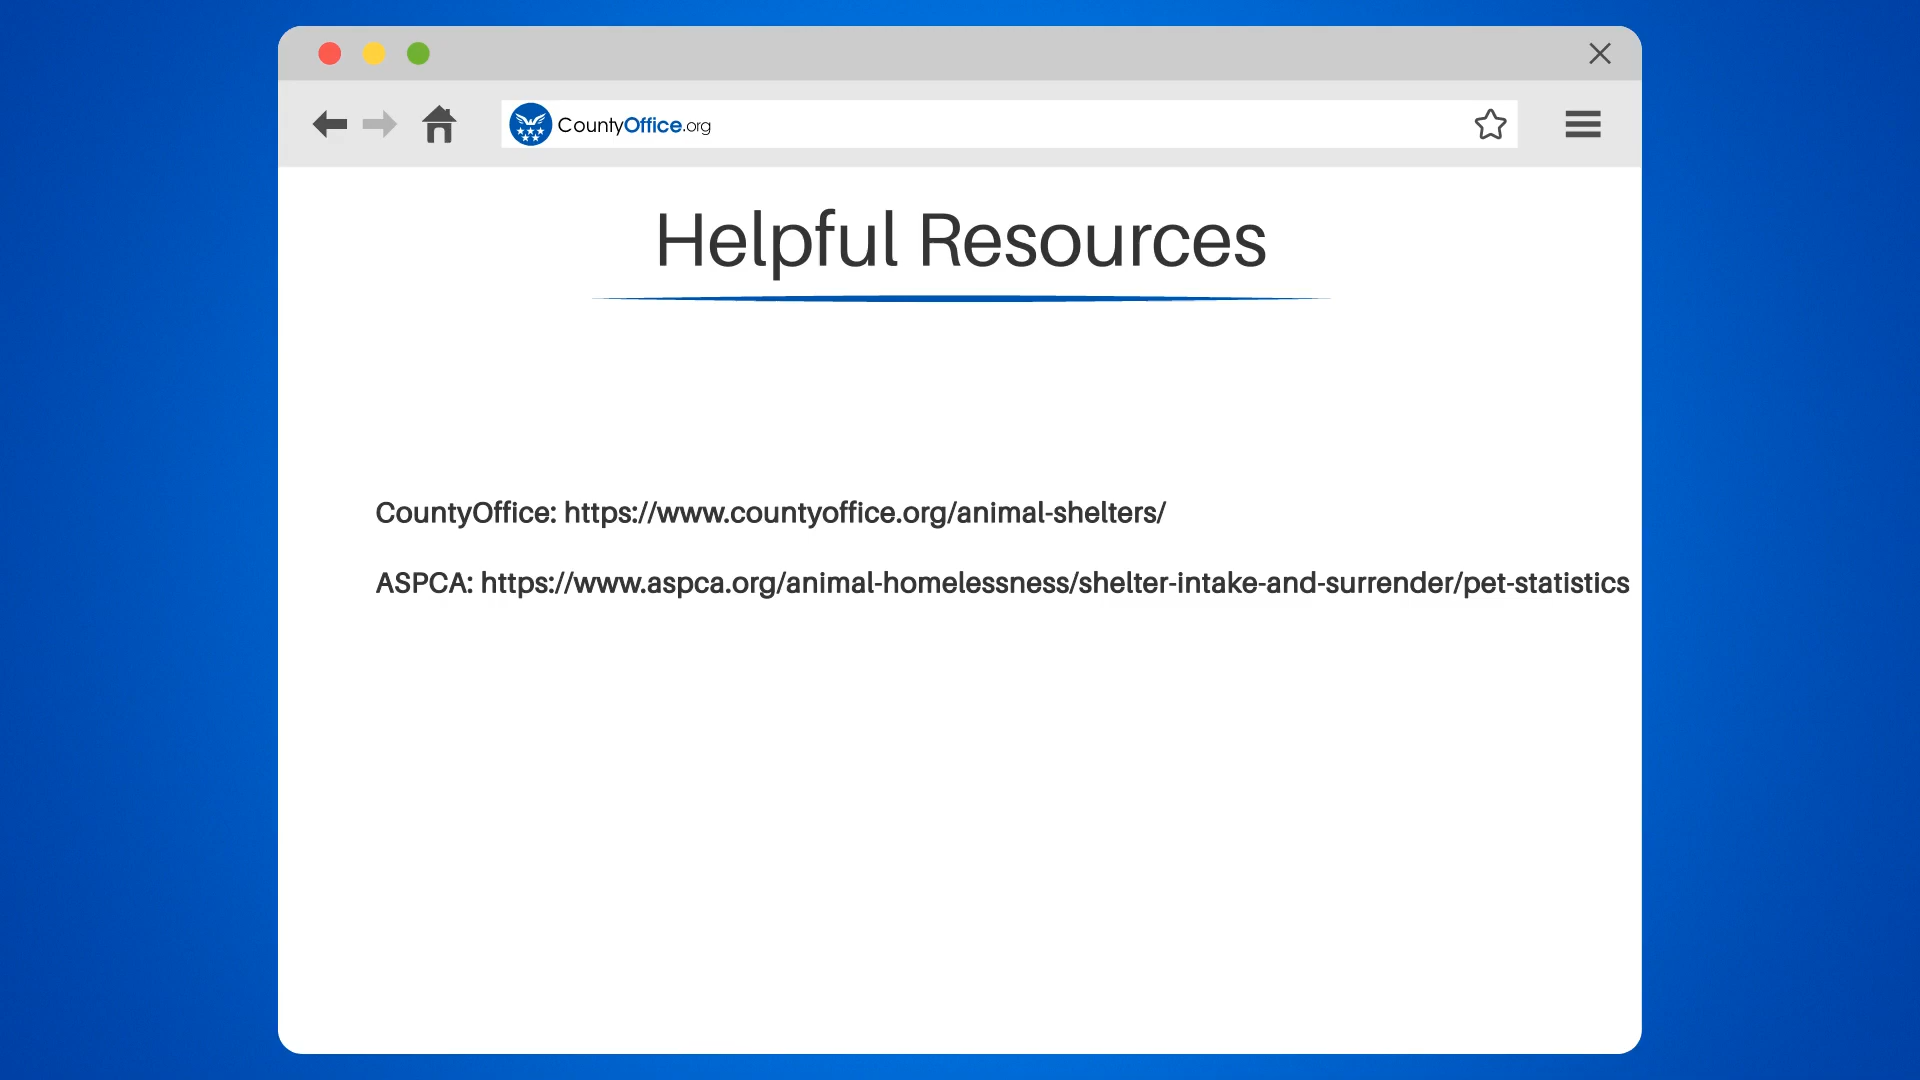 CountyOffice.org
Helpful Resources
CountyOffice: https://www.countyoffice.org/animal-shelters/
ASPCA: https://www.aspca.org/animal-homelessness/shelter-intake-and-surrender/pet-statistics